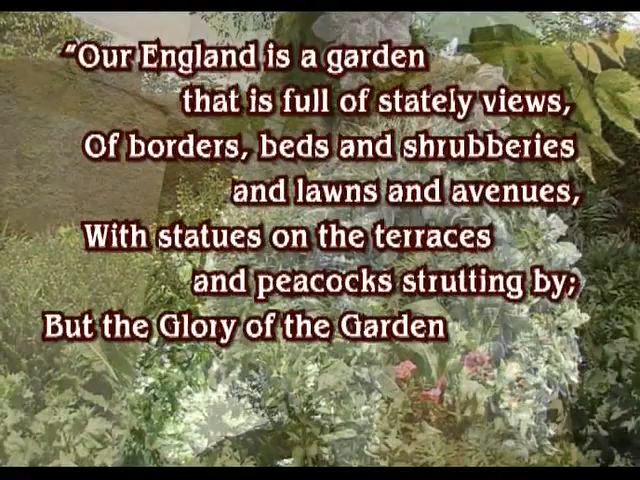 “Our England is a garden
that is full of stately views,
Of borders, beds and shrubberies
and lawns and avenues,
With statues on the terraces
and peacocks strutting by;
But the Glory of the Garden